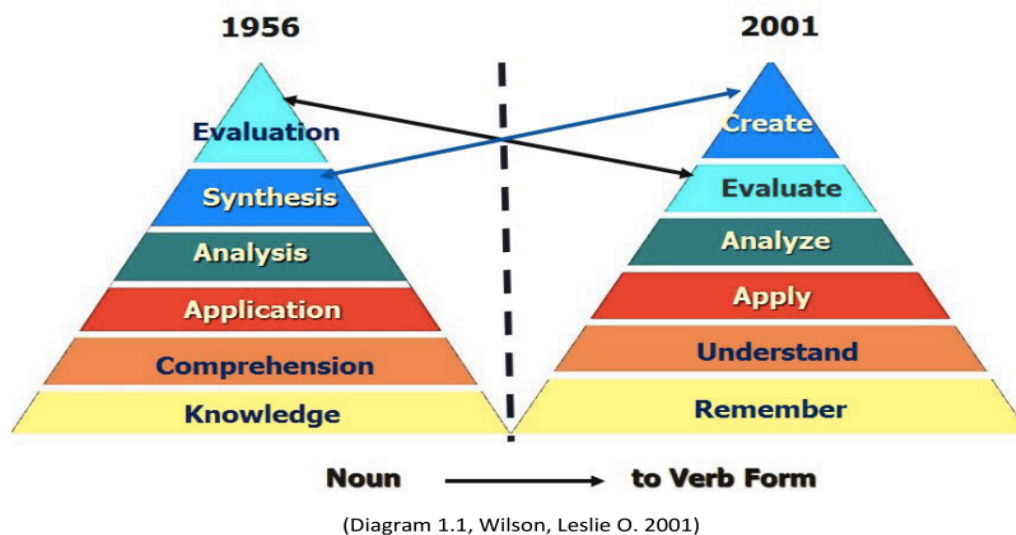 1956
Evaluation
Synthesis
Analysis
Application
Comprehension
Knowledge
2001
Create
Evaluate
Analyze
Apply
Understand
Remember
Noun to Verb Form
(Diagram 1.1, Wilson, Leslie O. 2001)